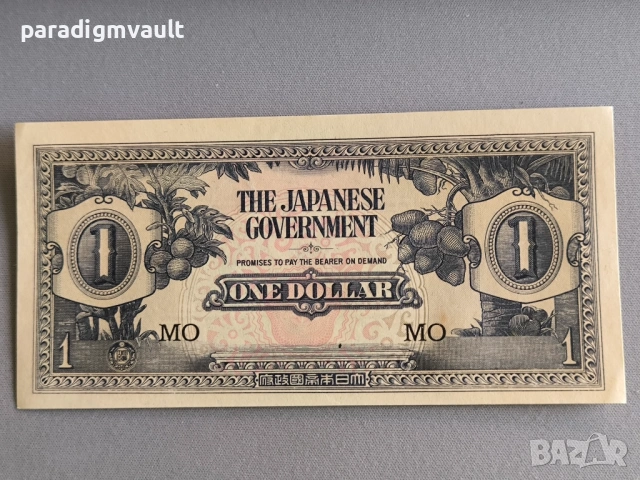 paradigmvault
THE JAPANESE
GOVERNMENT
PROMISES TO PAY THE BEARER ON DEMAND
ONE DOLLAR
1 1
MO MO
1 1
府政國帝本日大
BAZAR